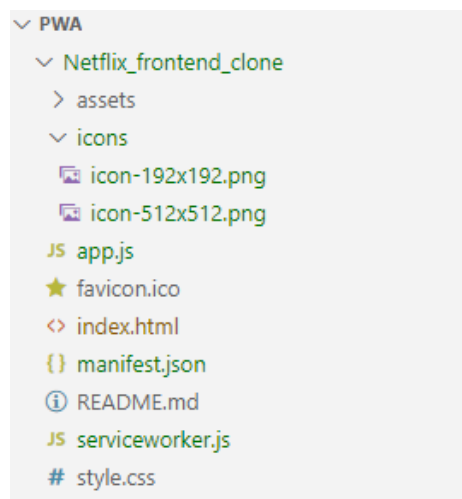 PWA
Netflix_frontend_clone
assets
icons
icon-192x192.png
icon-512x512.png
JS app.js
favicon.ico
<> index.html
{} manifest.json
README.md
JS serviceworker.js
# style.css